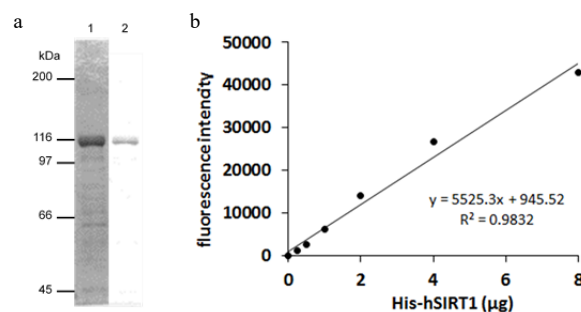 a
1 2
kDa
200
116
97
66
45
b
50000
40000
30000
20000
10000
0
fluorescence intendity
y = 5525.3x + 945.52
R² = 0.9832
0 2 4 6 8
His-hSIRT1 (µg)